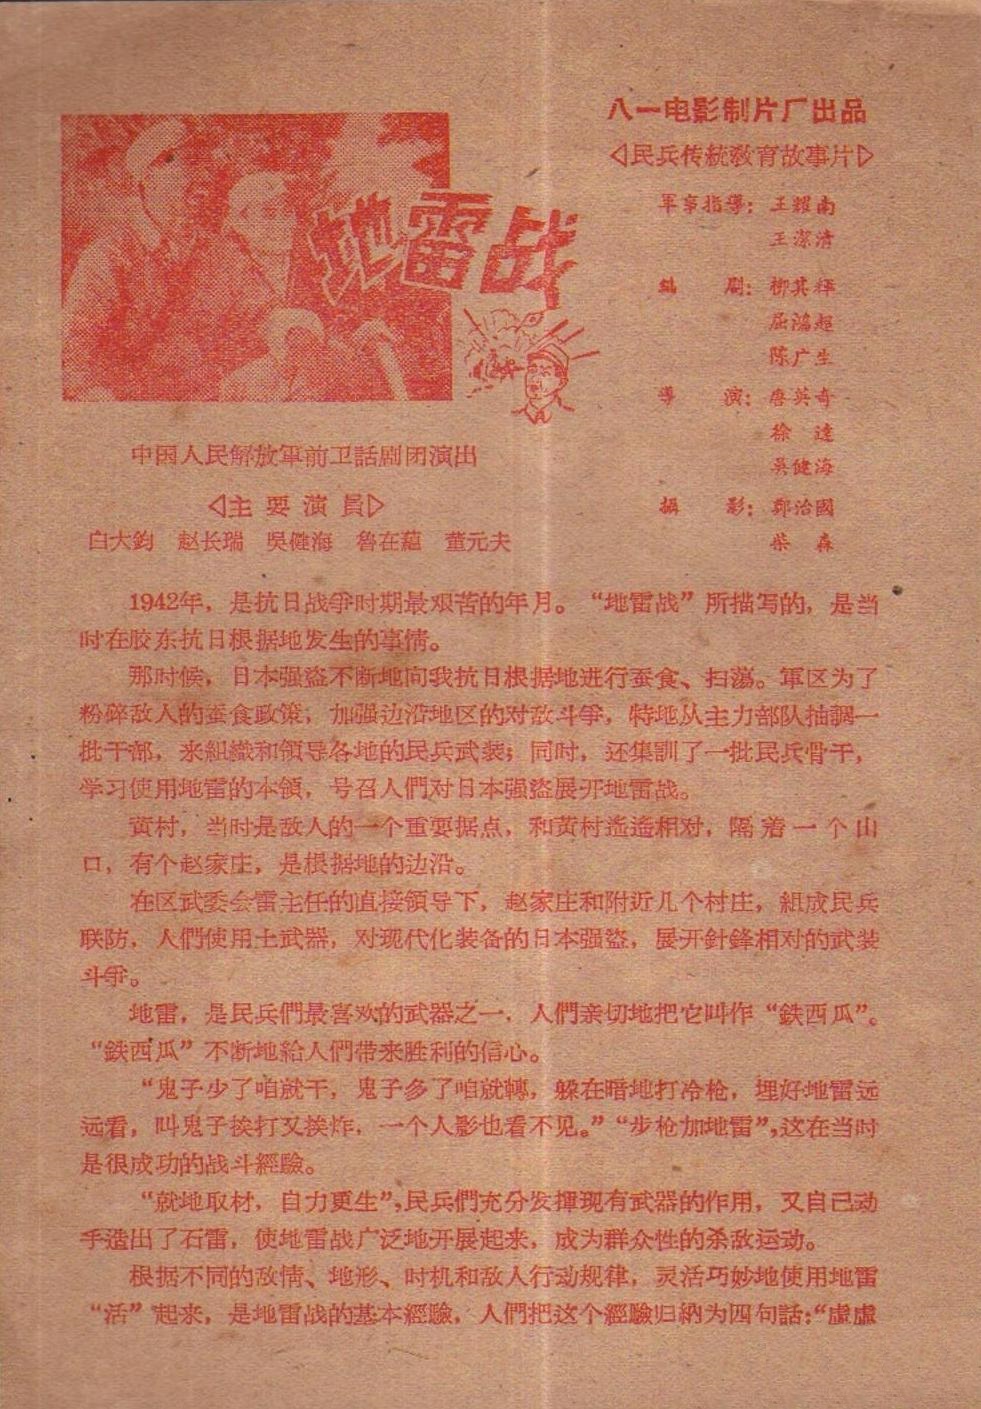 八一电影制片厂出品
◁民兵传統敎育故事片▷
軍事指導：王耀南
王潔清
編　　剧：柳其輝
屈鴻超
陈广生
導　　演：唐英奇
徐　達
吳健海
攝　　影：鄭治國
柴　森
地雷战
中国人民解放軍前卫話剧团演出
◁主要演員▷
白大鈞　赵长瑞　吳健海　魯在蘊　董元夫
1942年，是抗日战爭时期最艰苦的年月。“地雷战”所描写的，是当
时在胶东抗日根据地发生的事情。
那时候，日本强盜不断地向我抗日根据地进行蚕食、扫蕩。軍区为了
粉碎敌人的蚕食政策，加强边沿地区的对敌斗爭，特地从主力部队抽調一
批干部，来組織和領导各地的民兵武装；同时，还集訓了一批民兵骨干，
学习使用地雷的本領，号召人們对日本强盜展开地雷战。
黄村，当时是敌人的一个重要据点，和黄村遙遙相对，隔着一个山
口，有个赵家庄，是根据地的边沿。
在区武委会雷主任的直接領导下，赵家庄和附近几个村庄，組成民兵
联防，人們使用土武器，对现代化装备的日本强盜，展开針鋒相对的武装
斗爭。
地雷，是民兵們最喜欢的武器之一，人們亲切地把它叫作“鉄西瓜”。
“鉄西瓜”不断地給人們带来胜利的信心。
“鬼子少了咱就干，鬼子多了咱就轉，躲在暗地打冷枪，埋好地雷远
远看，叫鬼子挨打又挨炸，一个人影也看不见。”“步枪加地雷”，这在当时
是很成功的战斗經驗。
“就地取材，自力更生”，民兵們充分发揮现有武器的作用，又自己动
手造出了石雷，使地雷战广泛地开展起来，成为群众性的杀敌运动。
根据不同的敌情、地形、时机和敌人行动规律，灵活巧妙地使用地雷
“活”起来，是地雷战的基本經驗，人們把这个經驗归納为四句話：“虛虛